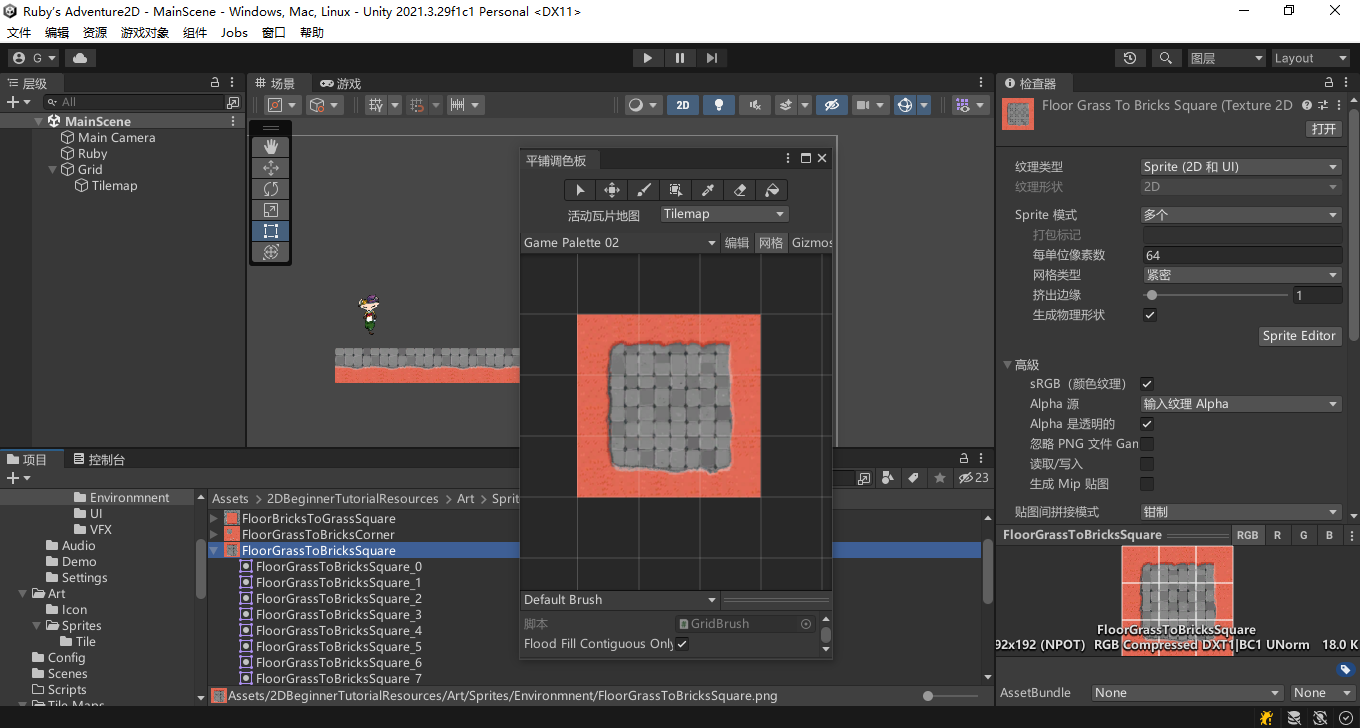 Ruby's Adventure2D - MainScene - Windows, Mac, Linux - Unity 2021.3.29f1c1 Personal <DX11>
文件 编辑 资源 游戏对象 组件 Jobs 窗口 帮助
G
图层 Layout
层级
All
MainScene
Main Camera
Ruby
Grid
Tilemap
场景 游戏
2D
平铺调色板
活动瓦片地图 Tilemap
Game Palette 02 编辑 网格 Gizmos
Default Brush
脚本 GridBrush
Flood Fill Contiguous Only
检查器
Floor Grass To Bricks Square (Texture 2D
打开
纹理类型 Sprite (2D 和 UI)
纹理形状 2D
Sprite 模式 多个
打包标记
每单位像素数 64
网格类型 紧密
挤出边缘 1
生成物理形状
Sprite Editor
高級
sRGB（颜色纹理）
Alpha 源 输入纹理 Alpha
Alpha 是透明的
忽略 PNG 文件 Gan
读取/写入
生成 Mip 贴图
贴图间拼接模式 钳制
FloorGrassToBricksSquare RGB R G B
FloorGrassToBricksSquare
92x192 (NPOT) RGB Compressed DXT1|BC1 UNorm 18.0 K
AssetBundle None None
项目 控制台
23
Environmnent
UI
VFX
Audio
Demo
Settings
Art
Icon
Sprites
Tile
Config
Scenes
Scripts
Tile Maps
Assets > 2DBeginnerTutorialResources > Art > Sprit
FloorBricksToGrassSquare
FloorGrassToBricksCorner
FloorGrassToBricksSquare
FloorGrassToBricksSquare_0
FloorGrassToBricksSquare_1
FloorGrassToBricksSquare_2
FloorGrassToBricksSquare_3
FloorGrassToBricksSquare_4
FloorGrassToBricksSquare_5
FloorGrassToBricksSquare_6
FloorGrassToBricksSquare_7
Assets/2DBeginnerTutorialResources/Art/Sprites/Environmnent/FloorGrassToBricksSquare.png